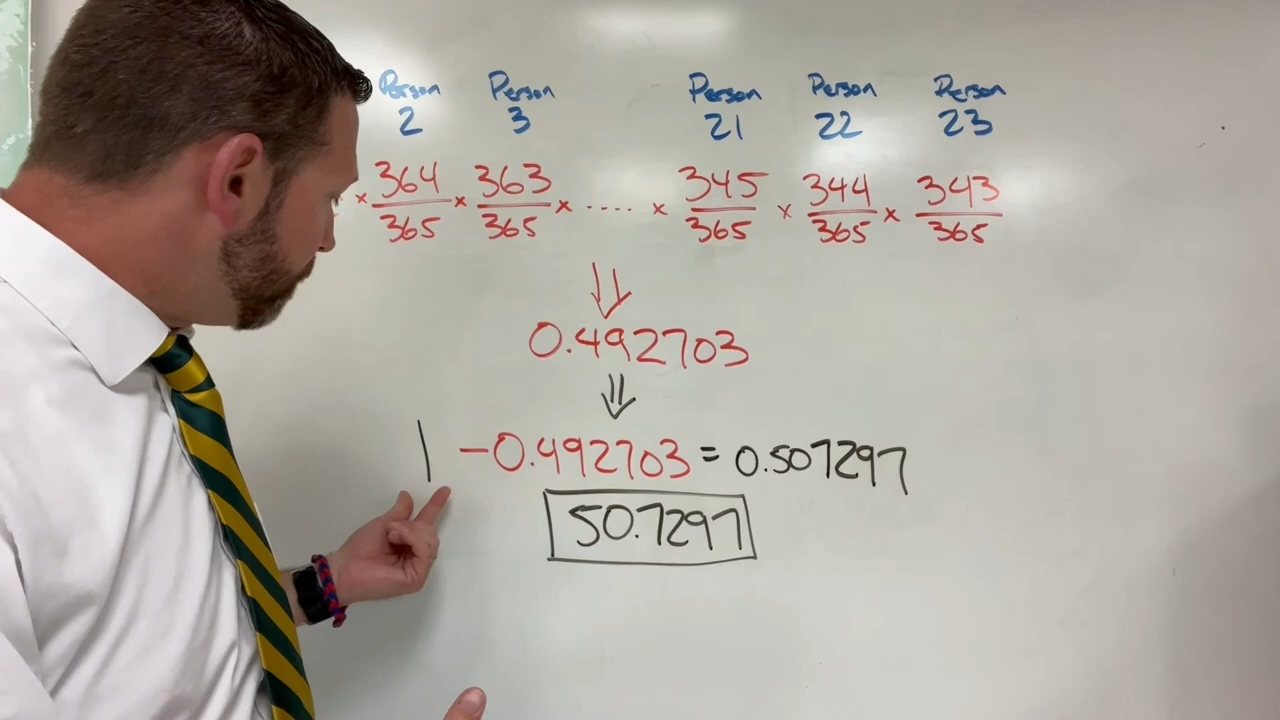 Person Person Person Person Person
2 3 21 22 23
× 364/365 × 363/365 × ..... × 345/365 × 344/365 × 343/365
0.492703
1 - 0.492703 = 0.507297
50.7297